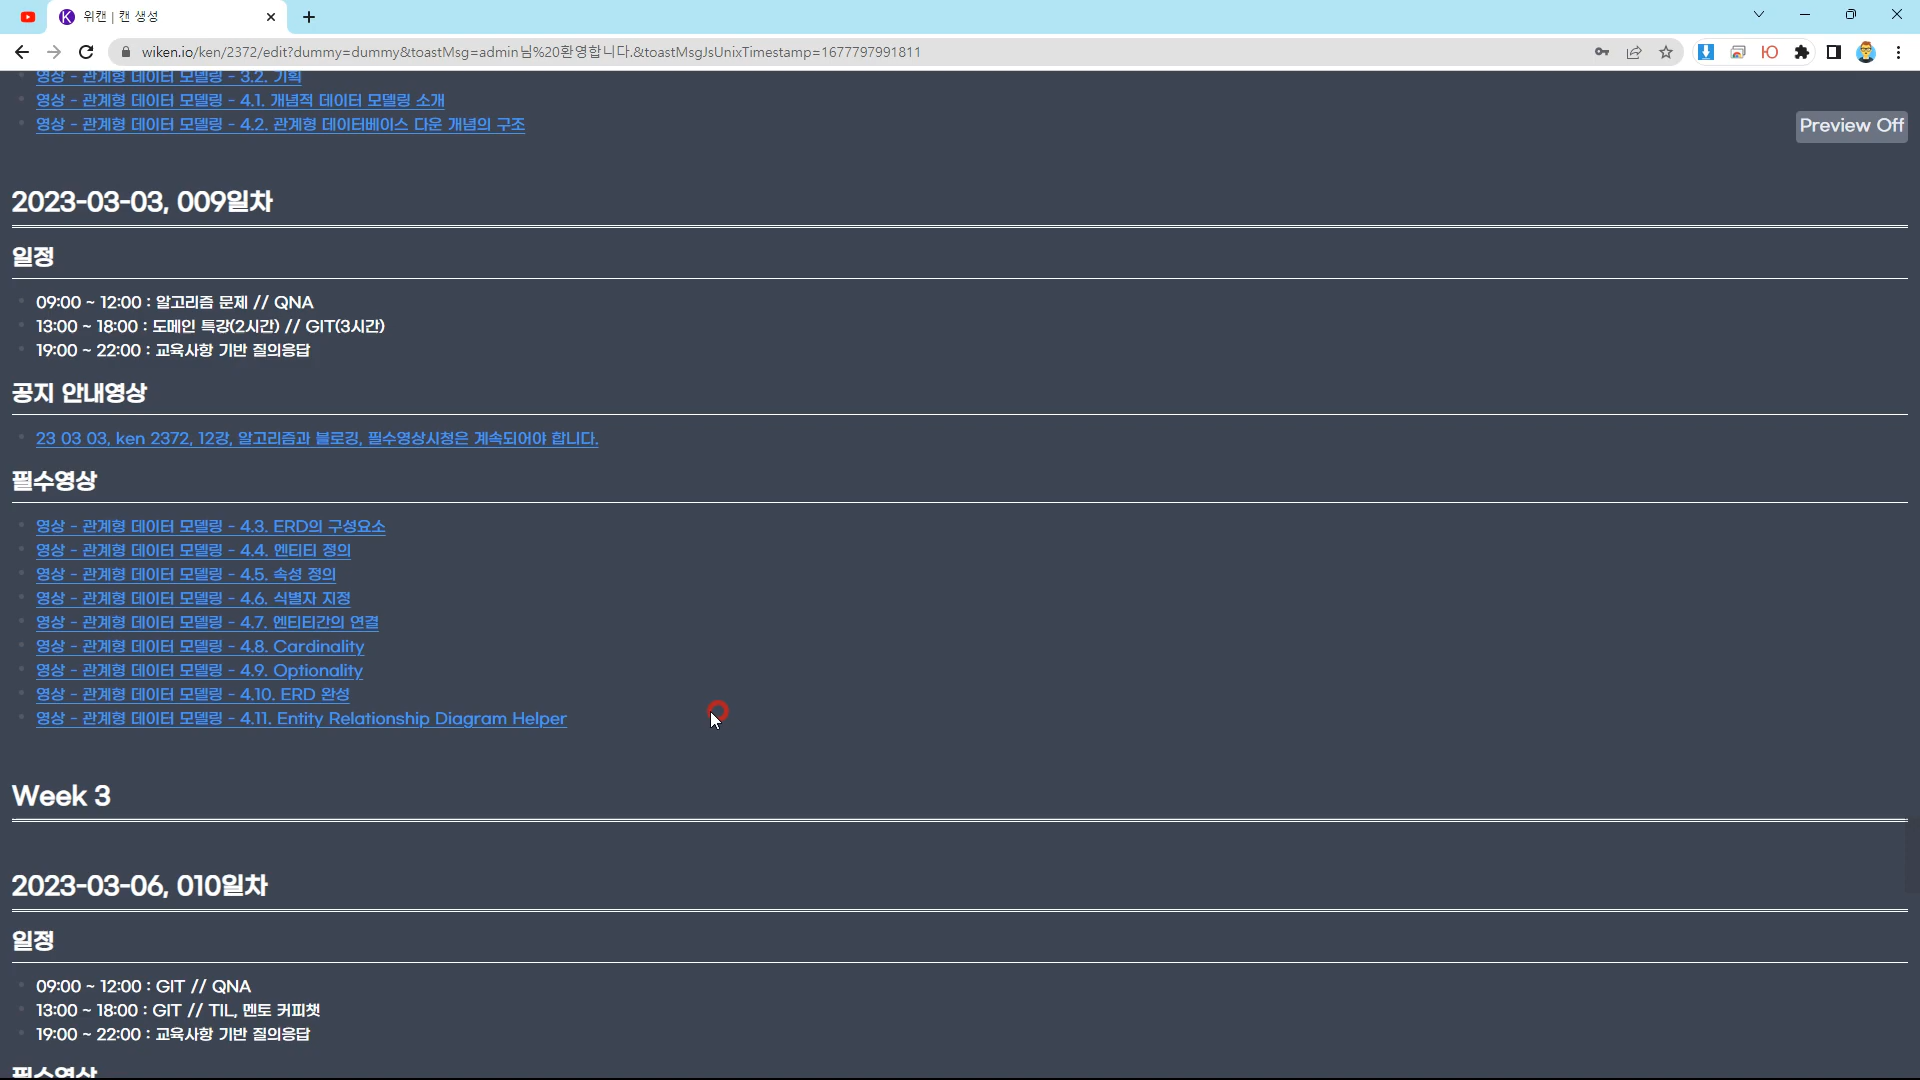 위캔 | 캔 생성
wiken.io/ken/2372/edit?dummy=dummy&toastMsg=admin님%20환영합니다.&toastMsgJsUnixTimestamp=1677797991811
영상 - 관계형 데이터 모델링 - 3.2. 기획
영상 - 관계형 데이터 모델링 - 4.1. 개념적 데이터 모델링 소개
영상 - 관계형 데이터 모델링 - 4.2. 관계형 데이터베이스 다운 개념의 구조
Preview Off
2023-03-03, 009일차
일정
09:00 ~ 12:00 : 알고리즘 문제 // QNA
13:00 ~ 18:00 : 도메인 특강(2시간) // GIT(3시간)
19:00 ~ 22:00 : 교육사항 기반 질의응답
공지 안내영상
23 03 03, ken 2372, 12강, 알고리즘과 블로깅, 필수영상시청은 계속되어야 합니다.
필수영상
영상 - 관계형 데이터 모델링 - 4.3. ERD의 구성요소
영상 - 관계형 데이터 모델링 - 4.4. 엔티티 정의
영상 - 관계형 데이터 모델링 - 4.5. 속성 정의
영상 - 관계형 데이터 모델링 - 4.6. 식별자 지정
영상 - 관계형 데이터 모델링 - 4.7. 엔티티간의 연결
영상 - 관계형 데이터 모델링 - 4.8. Cardinality
영상 - 관계형 데이터 모델링 - 4.9. Optionality
영상 - 관계형 데이터 모델링 - 4.10. ERD 완성
영상 - 관계형 데이터 모델링 - 4.11. Entity Relationship Diagram Helper
Week 3
2023-03-06, 010일차
일정
09:00 ~ 12:00 : GIT // QNA
13:00 ~ 18:00 : GIT // TIL, 멘토 커피챗
19:00 ~ 22:00 : 교육사항 기반 질의응답
필수영상